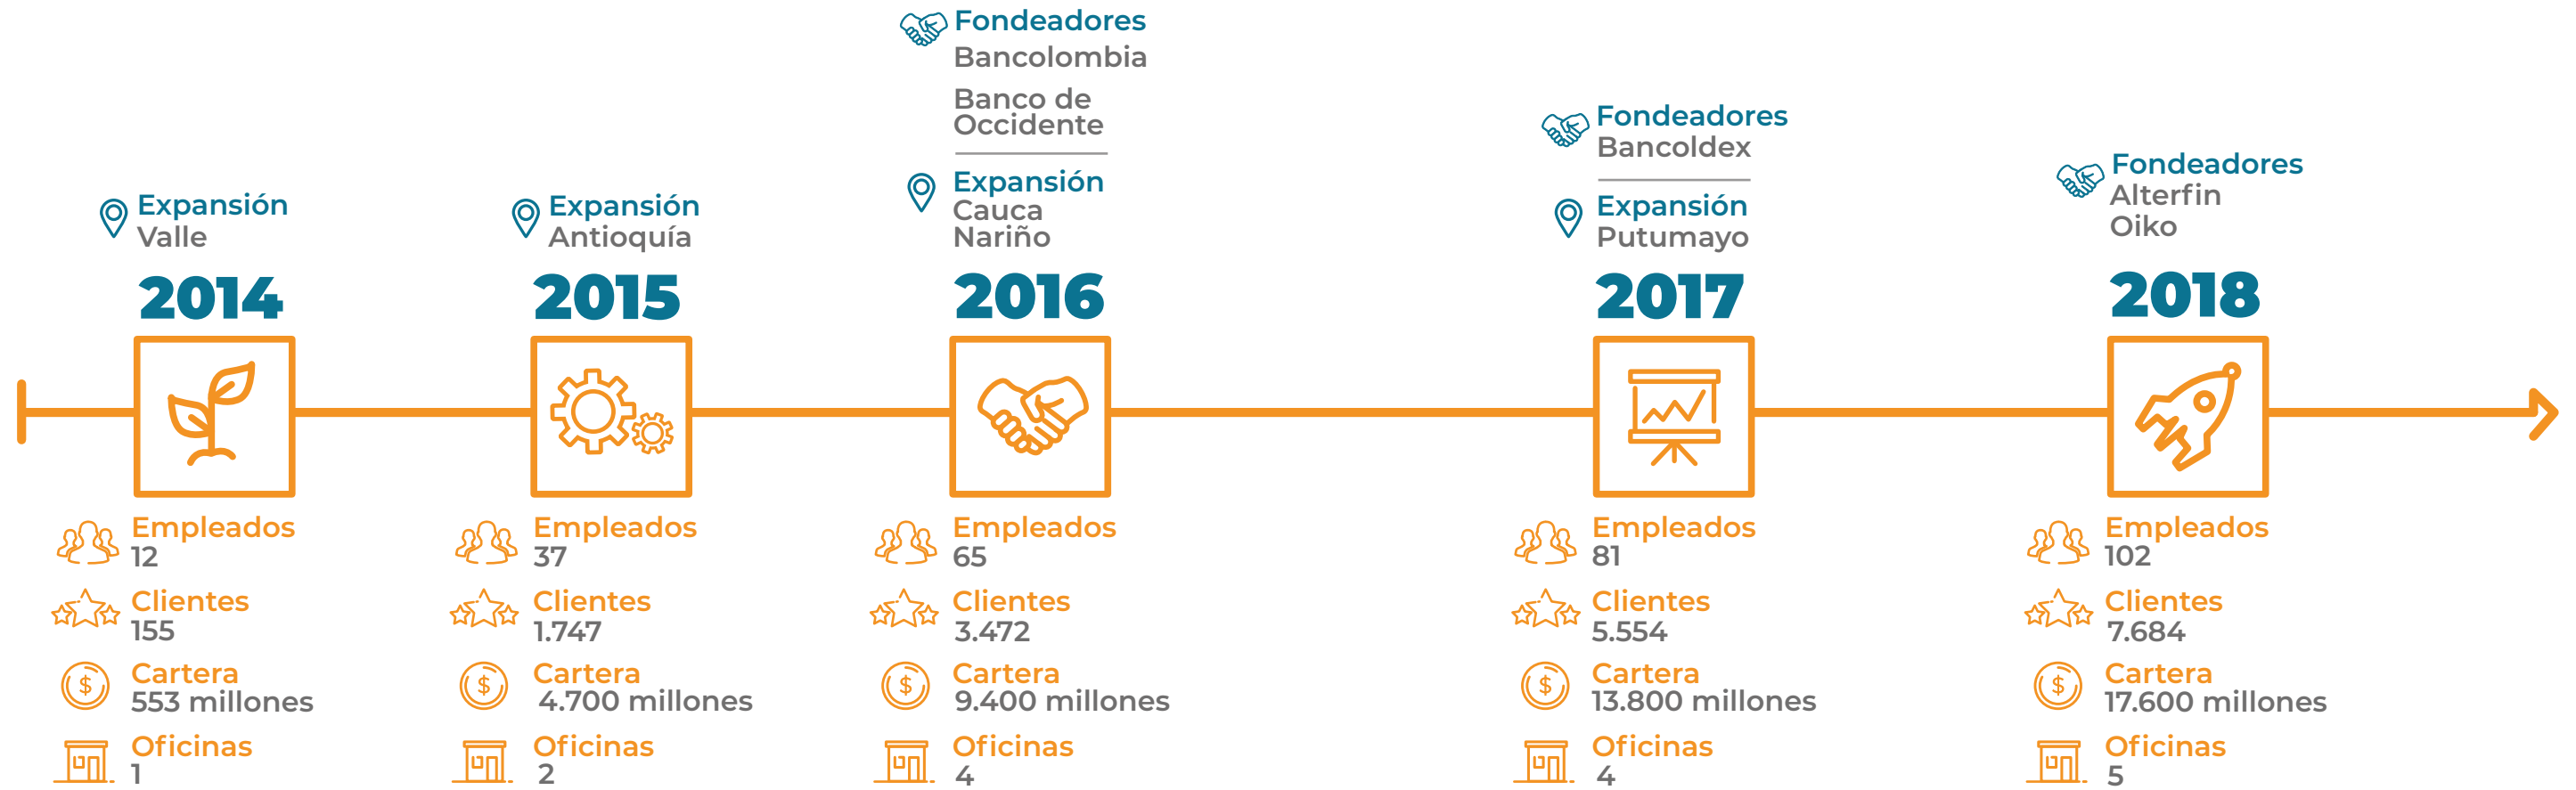 Expansión
Valle
2014
Empleados
12
Clientes
155
$
Cartera
553 millones
Oficinas
1
Expansión
Antioquía
2015
Empleados
37
Clientes
1.747
$
Cartera
4.700 millones
Oficinas
2
Fondeadores
Bancolombia
Banco de
Occidente
Expansión
Cauca
Nariño
2016
Empleados
65
Clientes
3.472
$
Cartera
9.400 millones
Oficinas
4
Fondeadores
Bancoldex
Expansión
Putumayo
2017
Empleados
81
Clientes
5.554
$
Cartera
13.800 millones
Oficinas
4
Fondeadores
Alterfin
Oiko
2018
Empleados
102
Clientes
7.684
$
Cartera
17.600 millones
Oficinas
5